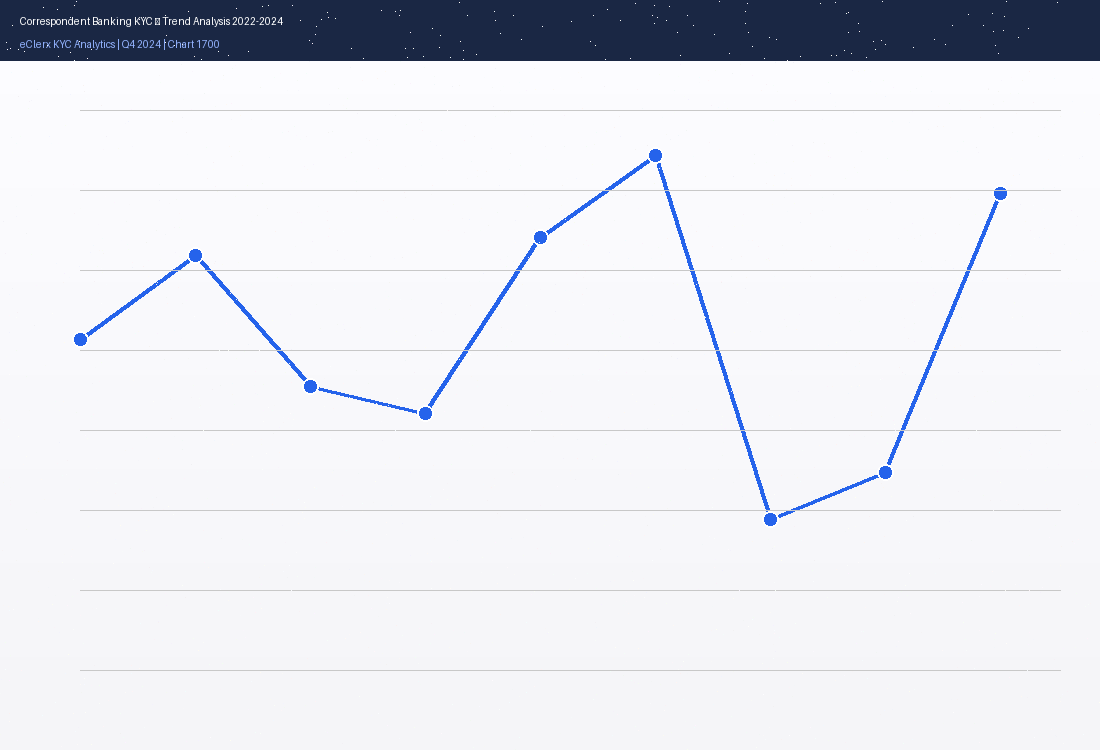 Correspondent Banking KYC ▯ Trend Analysis 2022-2024
eClerx KYC Analytics | Q4 2024 | Chart 1700